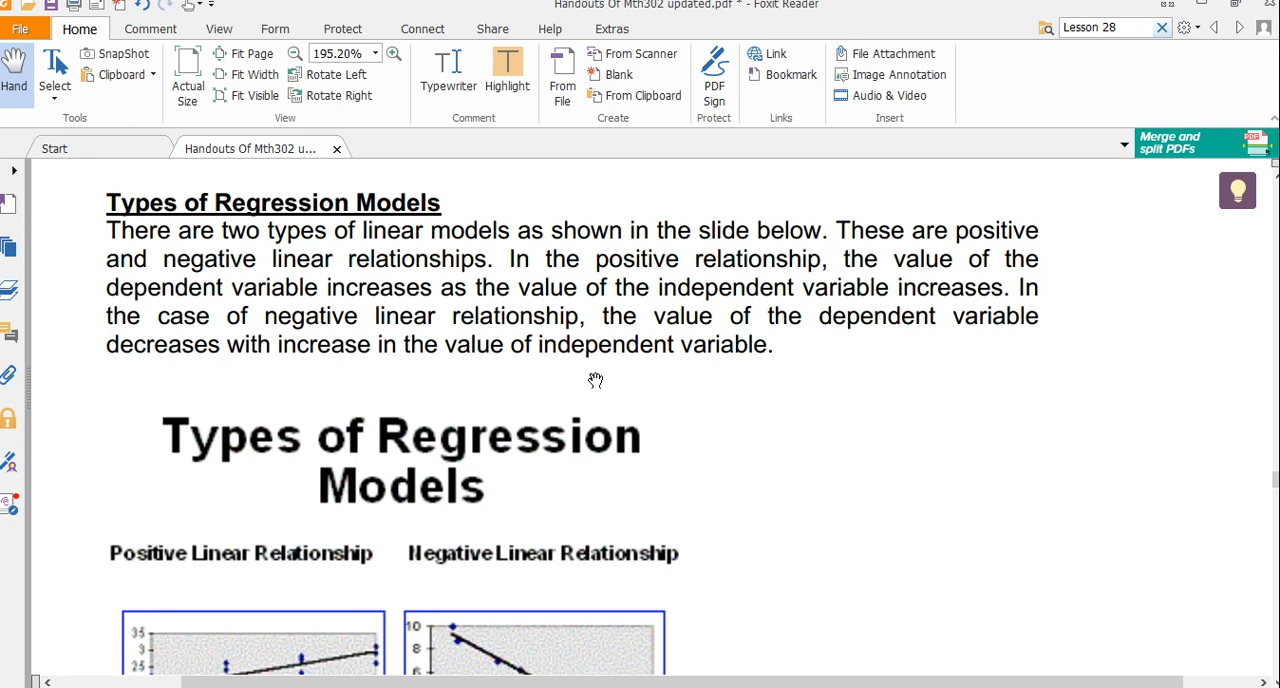 Handouts Of Mth302 updated.pdf * - Foxit Reader
File Home Comment View Form Protect Connect Share Help Extras
Lesson 28
Hand
Select
SnapShot
Clipboard
Tools
Actual Size
Fit Page
Fit Width
Fit Visible
195.20%
Rotate Left
Rotate Right
View
Typewriter
Highlight
Comment
From File
From Scanner
Blank
From Clipboard
Create
PDF Sign
Protect
Link
Bookmark
Links
File Attachment
Image Annotation
Audio & Video
Insert
Start
Handouts Of Mth302 u...
Merge and
split PDFs
PDF
Types of Regression Models
There are two types of linear models as shown in the slide below. These are positive
and negative linear relationships. In the positive relationship, the value of the
dependent variable increases as the value of the independent variable increases. In
the case of negative linear relationship, the value of the dependent variable
decreases with increase in the value of independent variable.
Types of Regression
Models
Positive Linear Relationship
Negative Linear Relationship
35
3
25
10
8